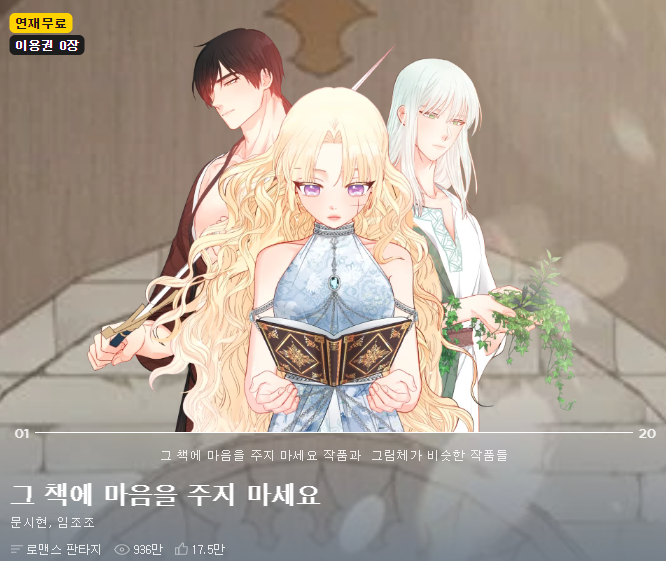 연재무료
이용권 0장
01
20
그 책에 마음을 주지 마세요 작품과 그림체가 비슷한 작품들
그 책에 마음을 주지 마세요
문시현, 임조조
로맨스 판타지 936만 17.5만